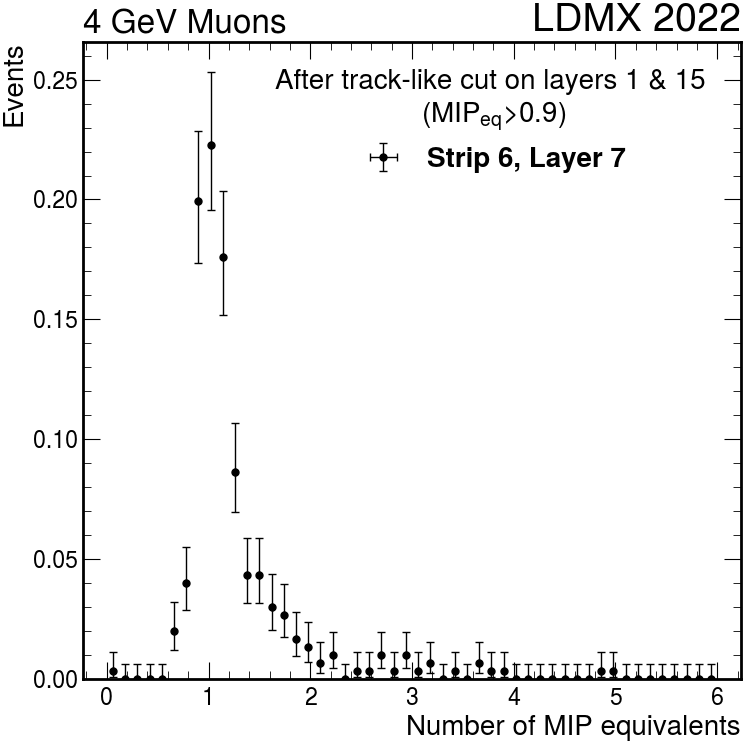 4 GeV Muons
LDMX 2022
Events
After track-like cut on layers 1 & 15
(MIPeq>0.9)
Strip 6, Layer 7
0.25
0.20
0.15
0.10
0.05
0.00
0 1 2 3 4 5 6
Number of MIP equivalents